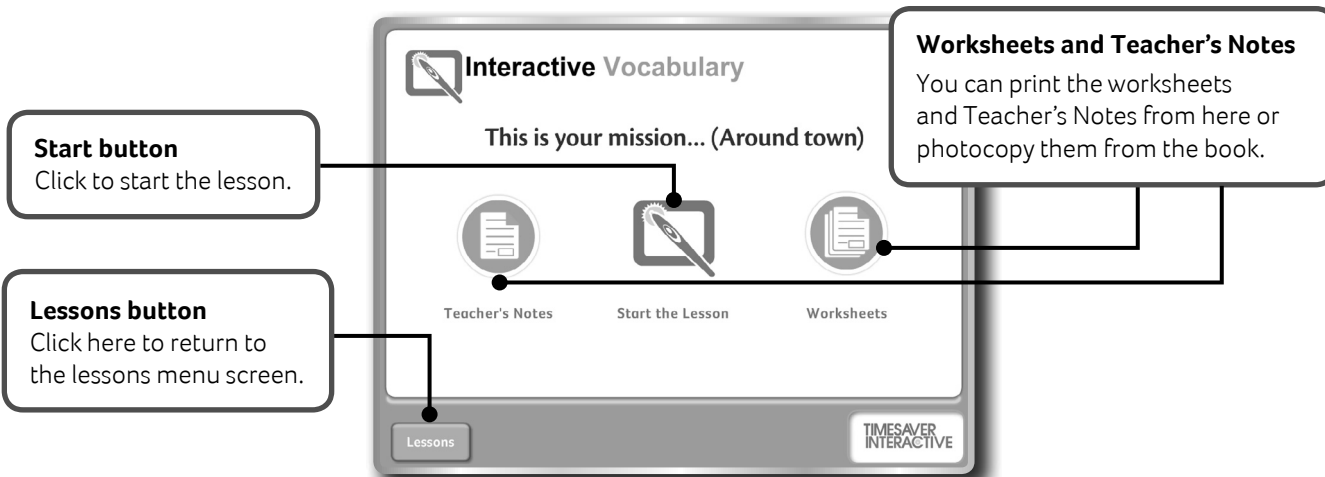 Worksheets and Teacher’s Notes
You can print the worksheets
and Teacher’s Notes from here or
photocopy them from the book.
Interactive Vocabulary
This is your mission... (Around town)
Start button
Click to start the lesson.
Teacher's Notes
Start the Lesson
Worksheets
Lessons button
Click here to return to
the lessons menu screen.
Lessons
TIMESAVER
INTERACTIVE